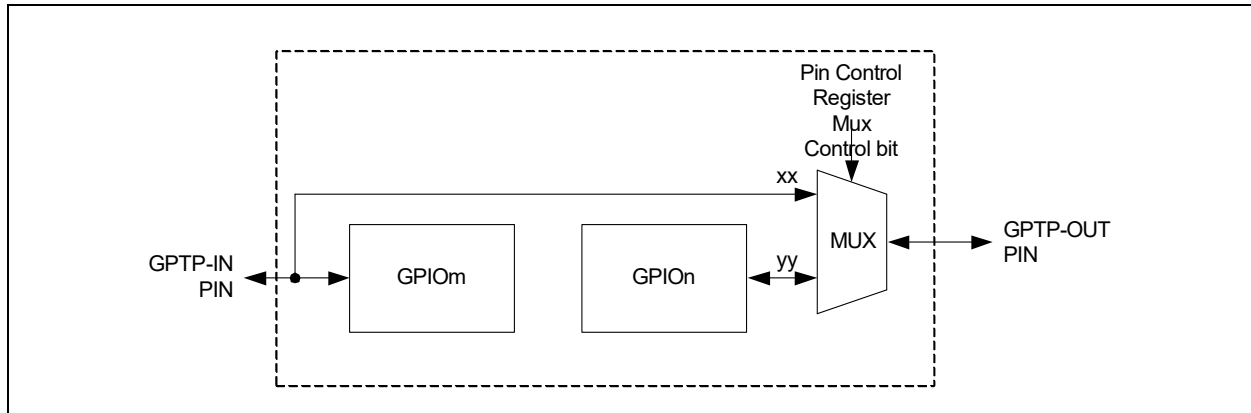 Pin Control
Register
Mux
Control bit
xx
MUX
GPTP-OUT
PIN
GPTP-IN
PIN
GPIOm
GPIOn
yy